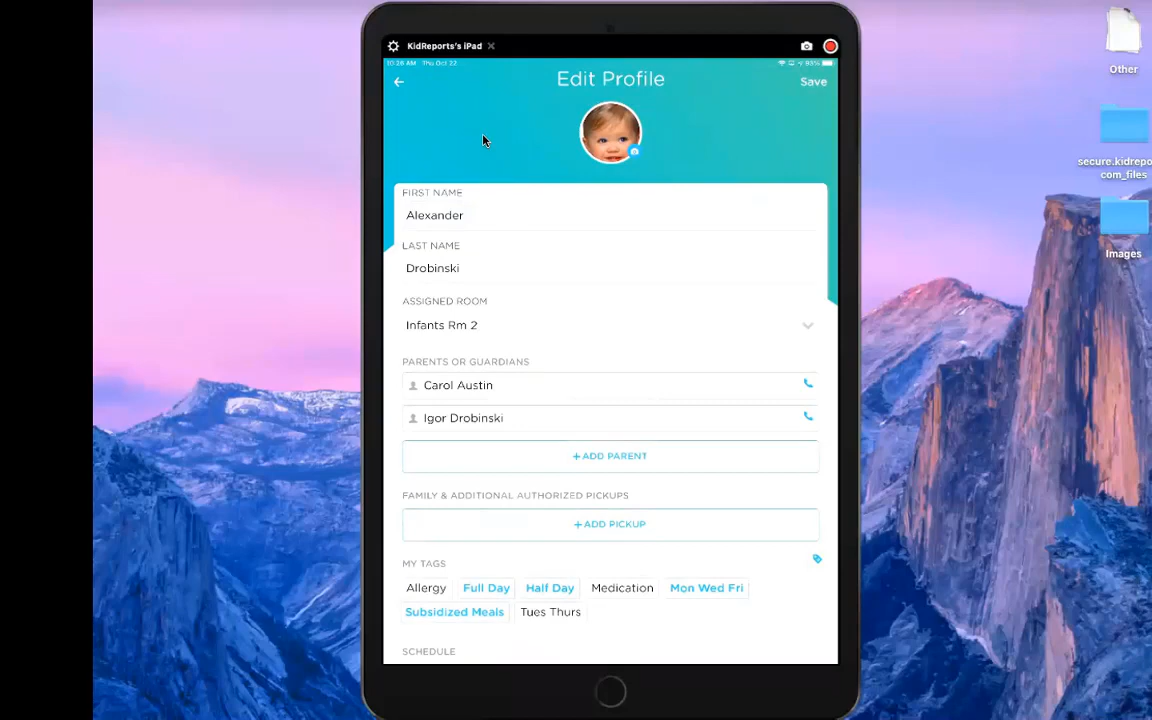 KidReports's iPad
10:26 AM Thu Oct 22
93%
Edit Profile
Save
FIRST NAME
Alexander
LAST NAME
Drobinski
ASSIGNED ROOM
Infants Rm 2
PARENTS OR GUARDIANS
Carol Austin
Igor Drobinski
+ADD PARENT
FAMILY & ADDITIONAL AUTHORIZED PICKUPS
+ADD PICKUP
MY TAGS
Allergy Full Day Half Day Medication Mon Wed Fri
Subsidized Meals Tues Thurs
SCHEDULE
Other
secure.kidrepo
com_files
Images